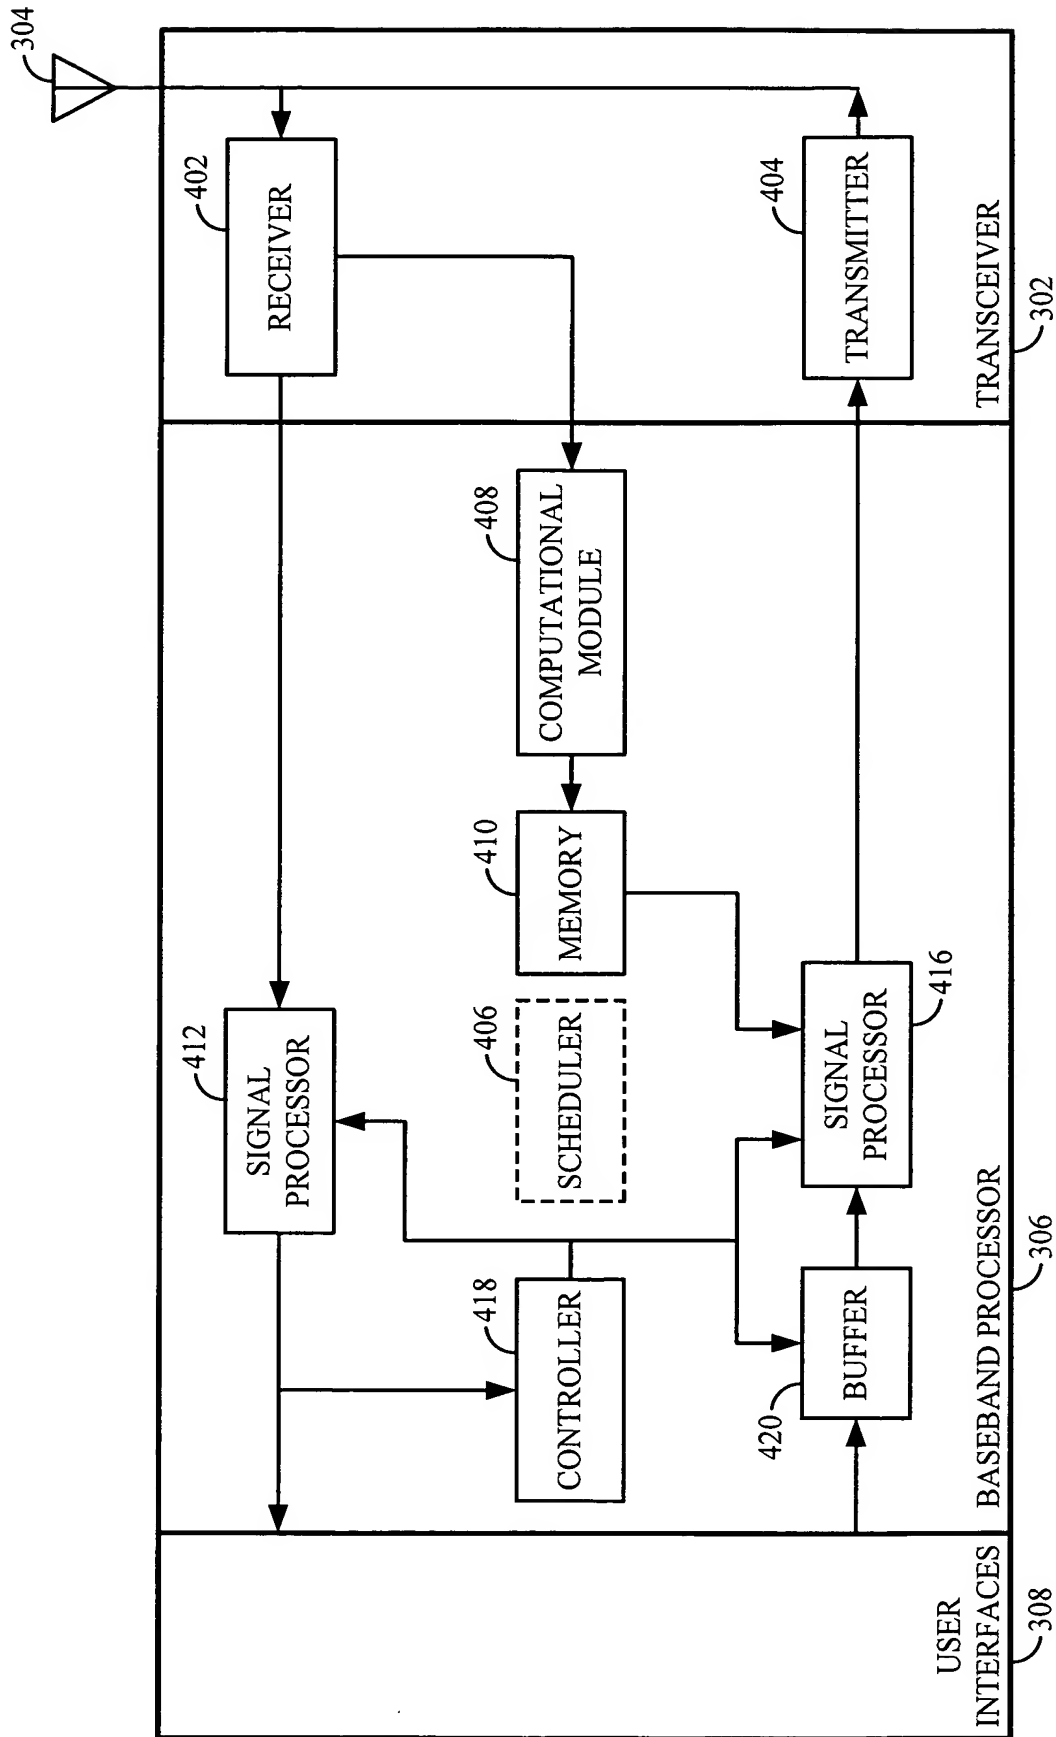 304
402
RECEIVER
404
TRANSMITTER
TRANSCEIVER
302
408
COMPUTATIONAL
MODULE
410
MEMORY
412
SIGNAL
PROCESSOR
406
SCHEDULER
SIGNAL
PROCESSOR
416
418
CONTROLLER
420
BUFFER
BASEBAND PROCESSOR
306
USER
INTERFACES
308